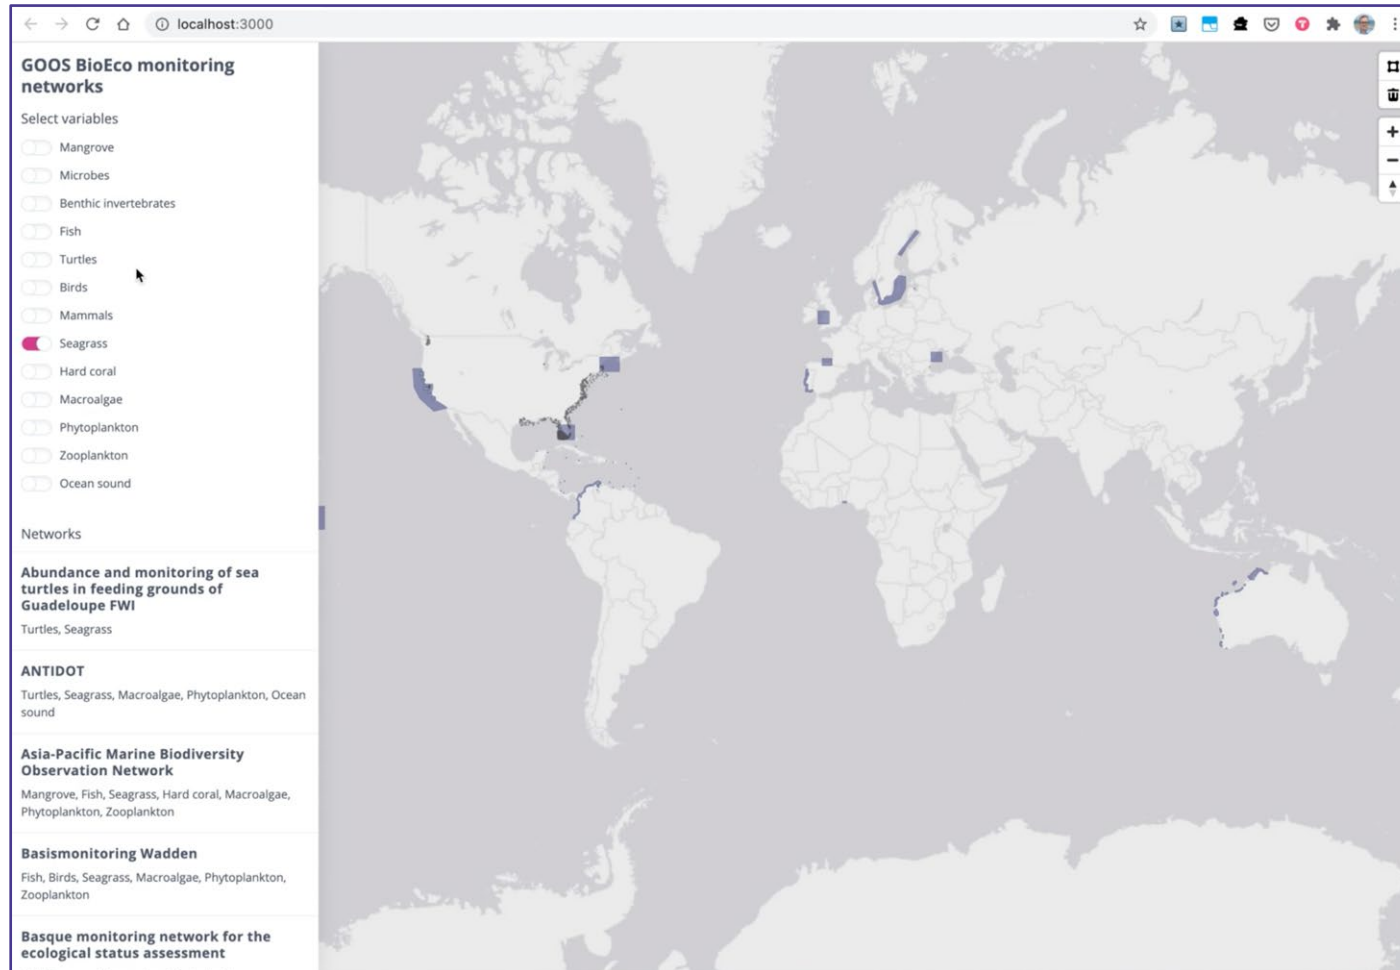 localhost:3000
GOOS BioEco monitoring
networks
Select variables
Mangrove
Microbes
Benthic invertebrates
Fish
Turtles
Birds
Mammals
Seagrass
Hard coral
Macroalgae
Phytoplankton
Zooplankton
Ocean sound
Networks
Abundance and monitoring of sea
turtles in feeding grounds of
Guadeloupe FWI
Turtles, Seagrass
ANTIDOT
Turtles, Seagrass, Macroalgae, Phytoplankton, Ocean
sound
Asia-Pacific Marine Biodiversity
Observation Network
Mangrove, Fish, Seagrass, Hard coral, Macroalgae,
Phytoplankton, Zooplankton
Basismonitoring Wadden
Fish, Birds, Seagrass, Macroalgae, Phytoplankton,
Zooplankton
Basque monitoring network for the
ecological status assessment